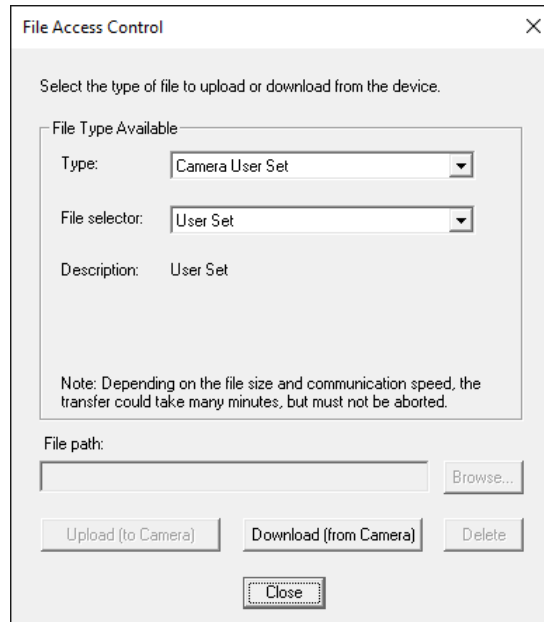 File Access Control
Select the type of file to upload or download from the device.
File Type Available
Type: Camera User Set
File selector: User Set
Description: User Set
Note: Depending on the file size and communication speed, the
transfer could take many minutes, but must not be aborted.
File path:
Browse...
Upload (to Camera) Download (from Camera) Delete
Close